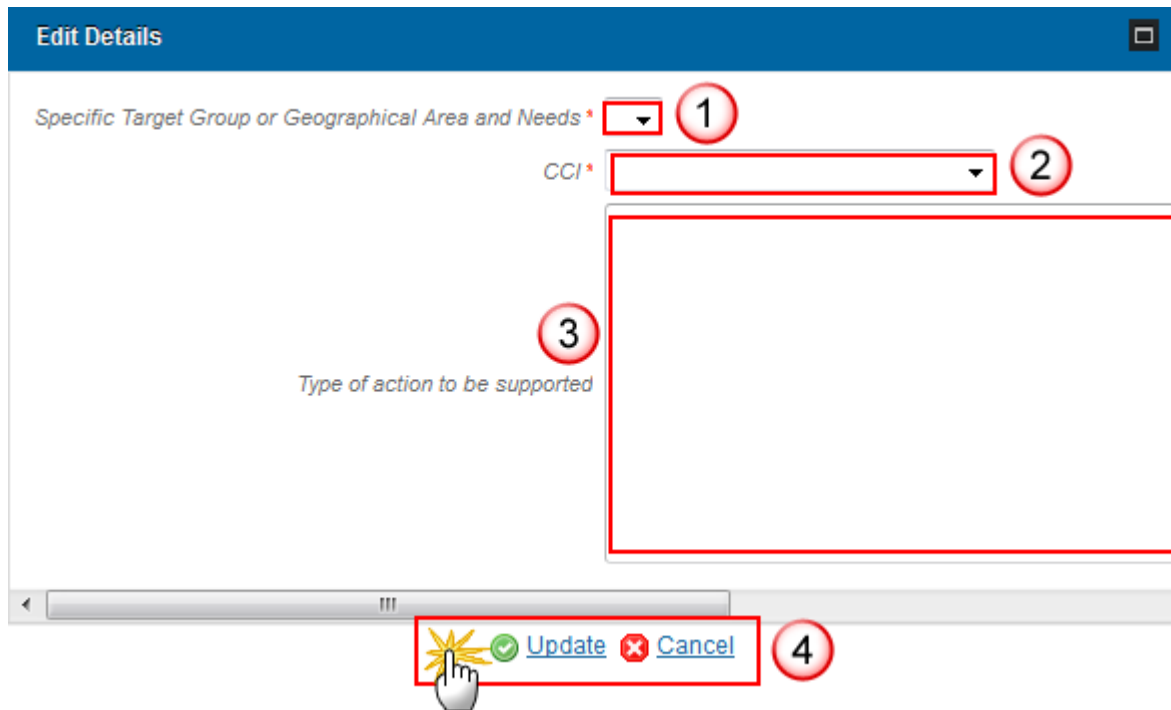 Edit Details
Specific Target Group or Geographical Area and Needs * 1
CCI * 2
3
Type of action to be supported
Update Cancel 4